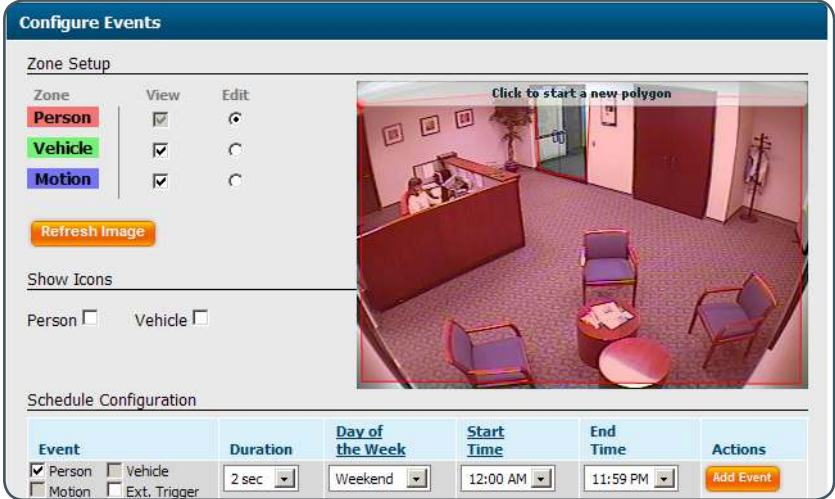 Configure Events
Zone Setup
Zone View Edit
Person
Vehicle
Motion
Click to start a new polygon
Refresh Image
Show Icons
Person Vehicle
Schedule Configuration
Event Duration Day of the Week Start Time End Time Actions
Person Vehicle
Motion Ext. Trigger
2 sec Weekend 12:00 AM 11:59 PM Add Event